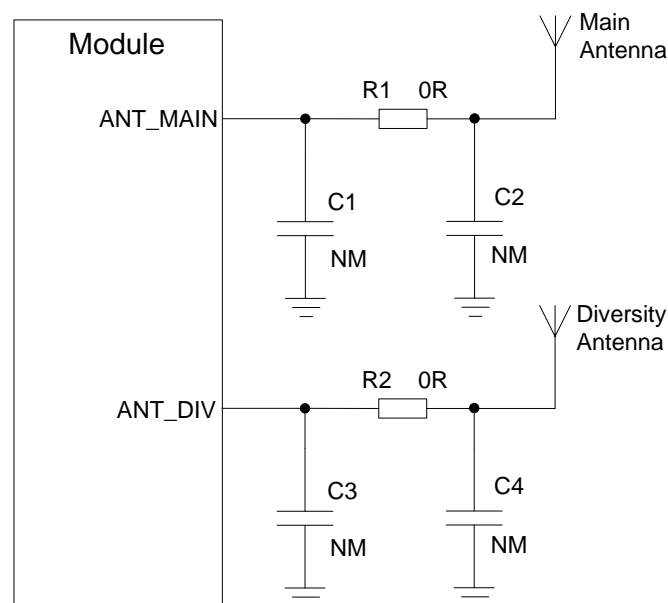 Module
Main
Antenna
R1 0R
ANT_MAIN
C1
C2
NM
NM
Diversity
Antenna
R2 0R
ANT_DIV
C3
C4
NM
NM